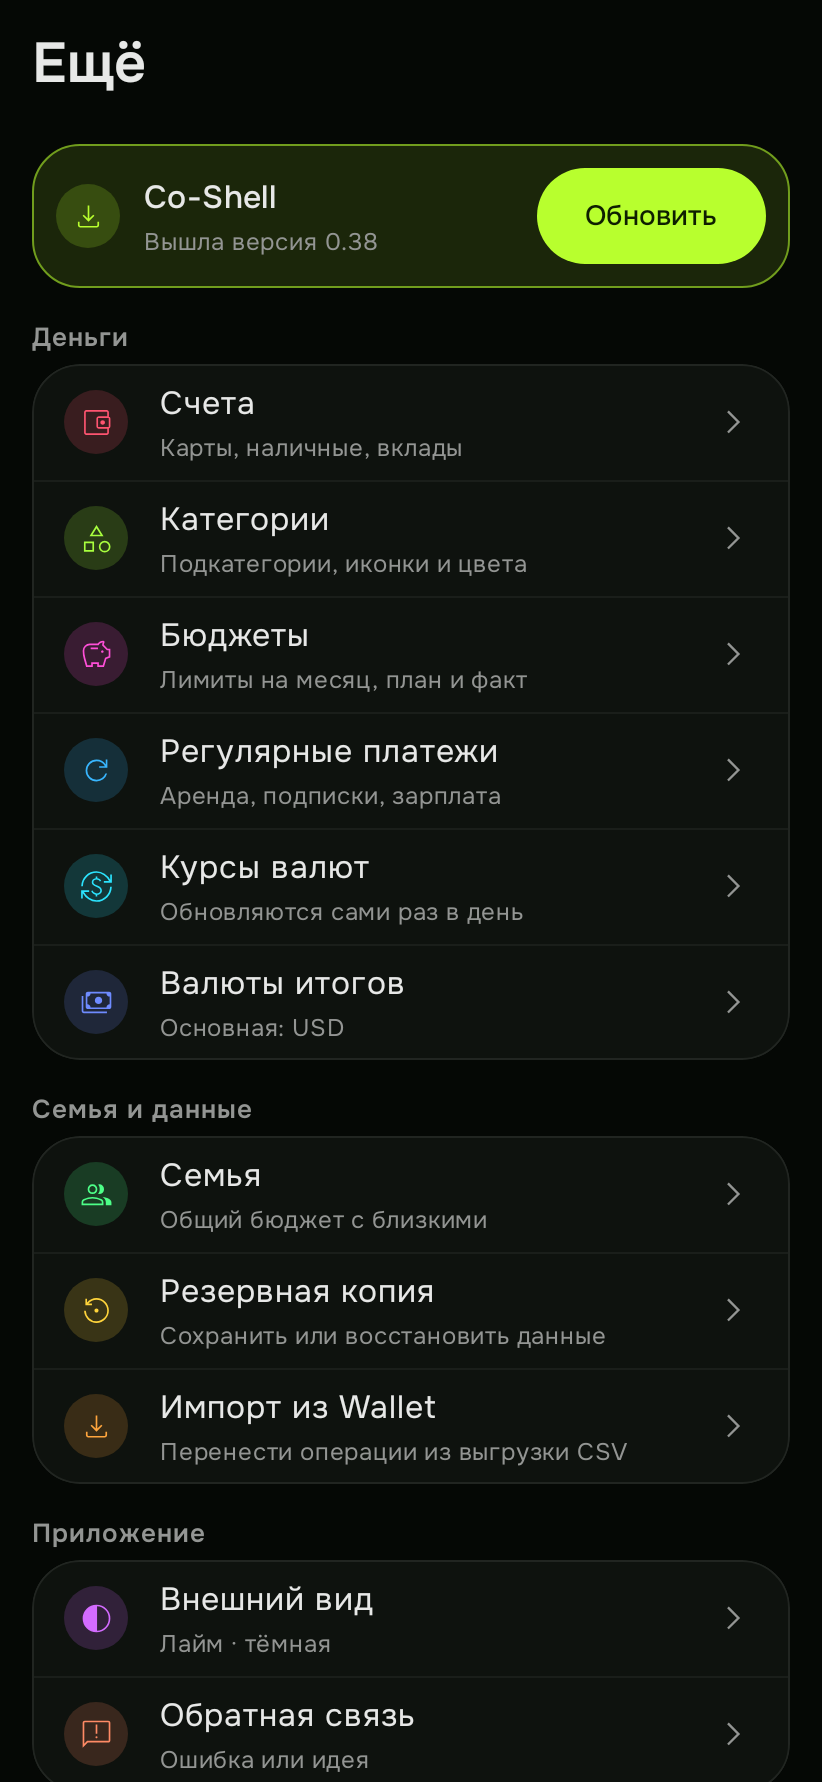 Ещё
Co-Shell
Вышла версия 0.38
Обновить
Деньги
Счета
Карты, наличные, вклады
Категории
Подкатегории, иконки и цвета
Бюджеты
Лимиты на месяц, план и факт
Регулярные платежи
Аренда, подписки, зарплата
Курсы валют
Обновляются сами раз в день
Валюты итогов
Основная: USD
Семья и данные
Семья
Общий бюджет с близкими
Резервная копия
Сохранить или восстановить данные
Импорт из Wallet
Перенести операции из выгрузки CSV
Приложение
Внешний вид
Лайм · тёмная
Обратная связь
Ошибка или идея